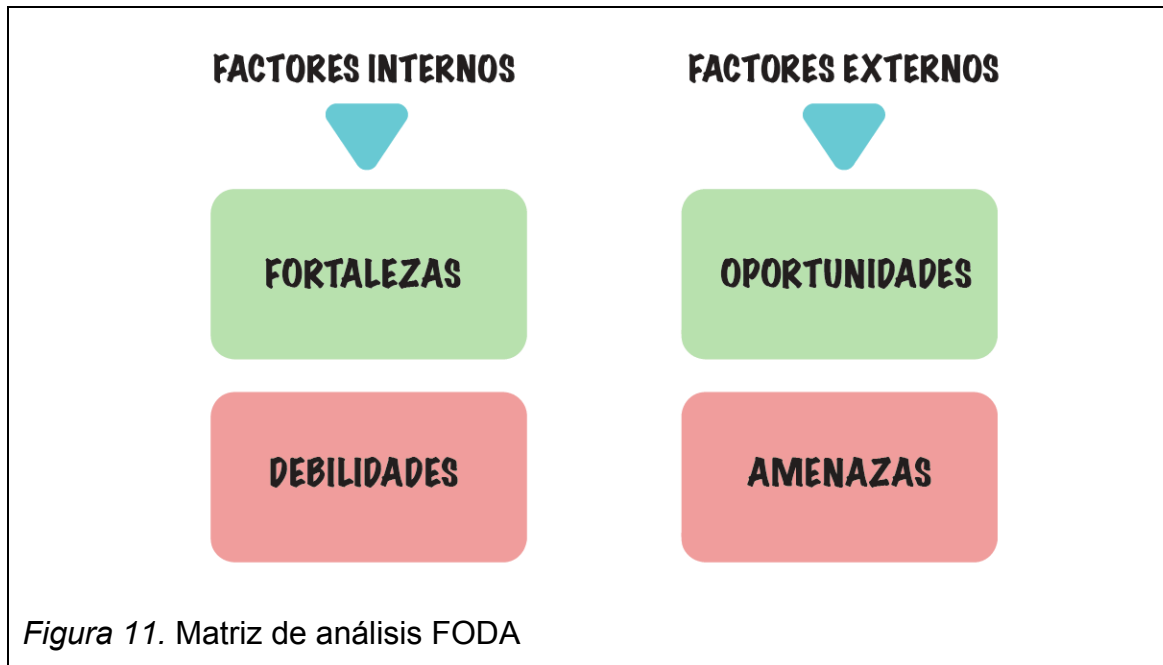 FACTORES INTERNOS
FACTORES EXTERNOS
FORTALEZAS
OPORTUNIDADES
DEBILIDADES
AMENAZAS
Figura 11. Matriz de análisis FODA